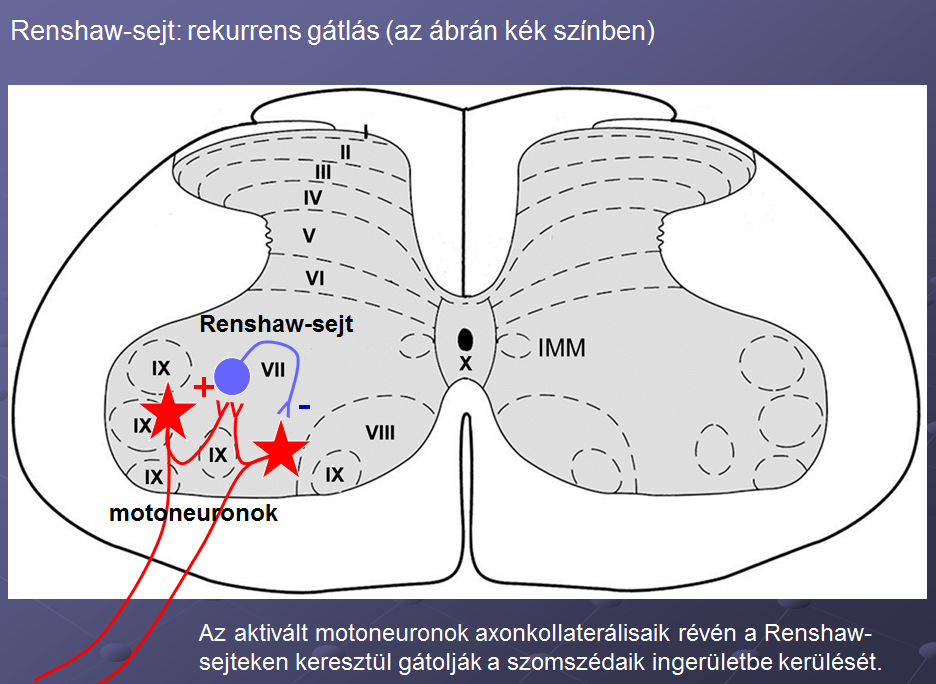 Renshaw-sejt: rekurrens gátlás (az ábrán kék színben)
I
II
III
IV
V
VI
Renshaw-sejt
IMM
X
IX
+
VII
-
IX
VIII
IX
IX
IX
motoneuronok
Az aktivált motoneuronok axonkollaterálisaik révén a Renshaw-
sejteken keresztül gátolják a szomszédaik ingerületbe kerülését.